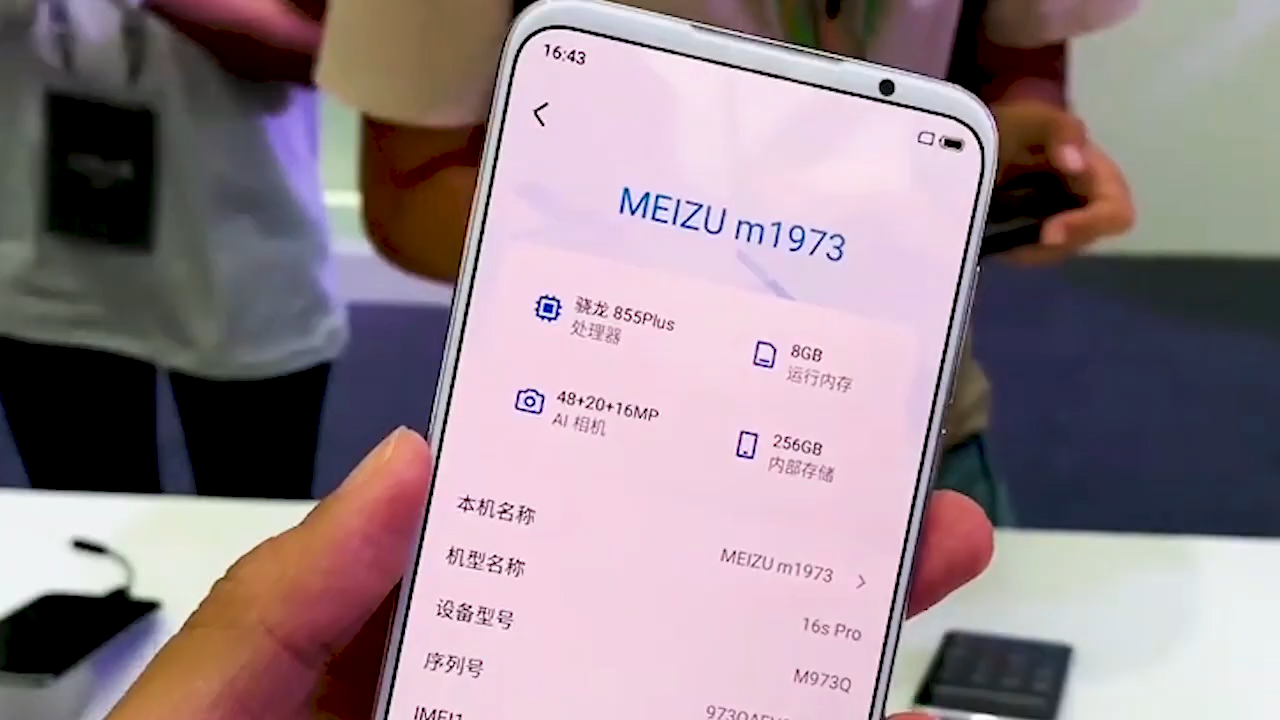 16:43
MEIZU m1973
骁龙 855Plus
处理器
8GB
运行内存
48+20+16MP
AI 相机
256GB
内部存储
本机名称
MEIZU m1973
机型名称
16s Pro
设备型号
M973Q
序列号
IMEI1